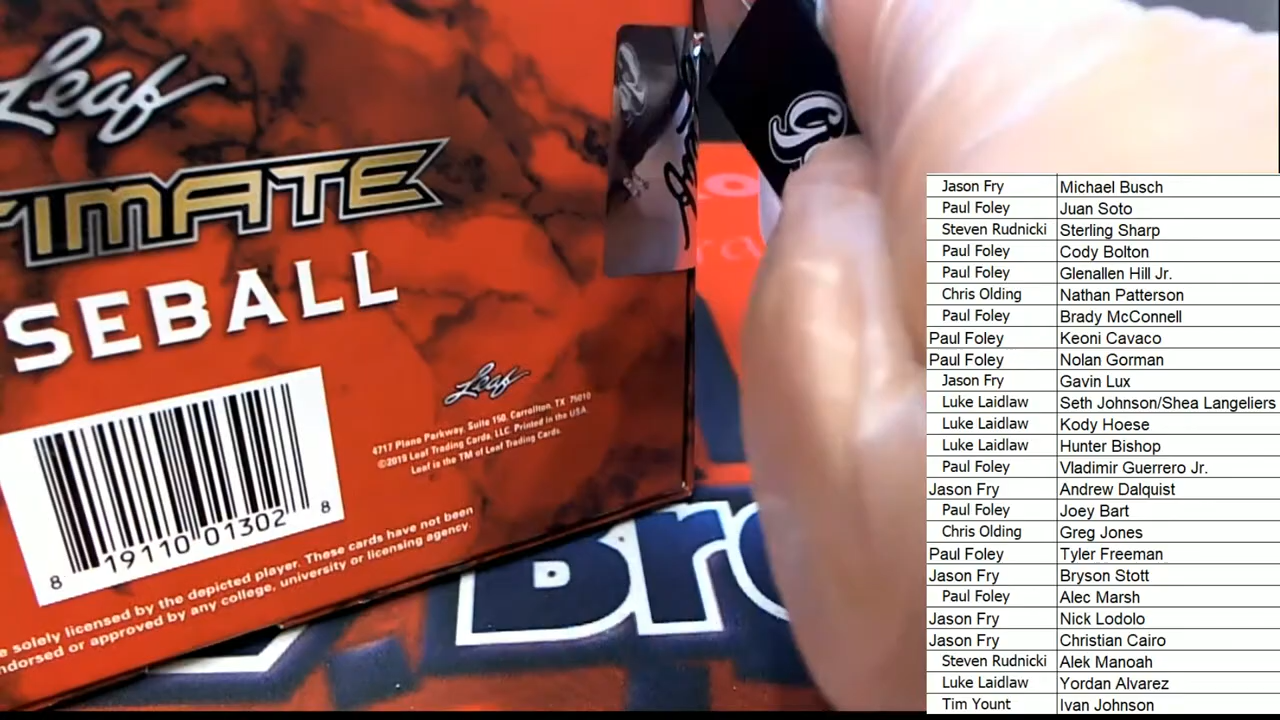 Leaf
TIMATE
SEBALL
Leaf
4717 Plano Parkway, Suite 150, Carrollton, TX 75010
©2019 Leaf Trading Cards, LLC. Printed in the USA.
Leaf is the TM of Leaf Trading Cards.
8 19110 01302 8
solely licensed by the depicted player. These cards have not been
endorsed or approved by any college, university or licensing agency.
Bro
Jason Fry Michael Busch
Paul Foley Juan Soto
Steven Rudnicki Sterling Sharp
Paul Foley Cody Bolton
Paul Foley Glenallen Hill Jr.
Chris Olding Nathan Patterson
Paul Foley Brady McConnell
Paul Foley Keoni Cavaco
Paul Foley Nolan Gorman
Jason Fry Gavin Lux
Luke Laidlaw Seth Johnson/Shea Langeliers
Luke Laidlaw Kody Hoese
Luke Laidlaw Hunter Bishop
Paul Foley Vladimir Guerrero Jr.
Jason Fry Andrew Dalquist
Paul Foley Joey Bart
Chris Olding Greg Jones
Paul Foley Tyler Freeman
Jason Fry Bryson Stott
Paul Foley Alec Marsh
Jason Fry Nick Lodolo
Jason Fry Christian Cairo
Steven Rudnicki Alek Manoah
Luke Laidlaw Yordan Alvarez
Tim Yount Ivan Johnson